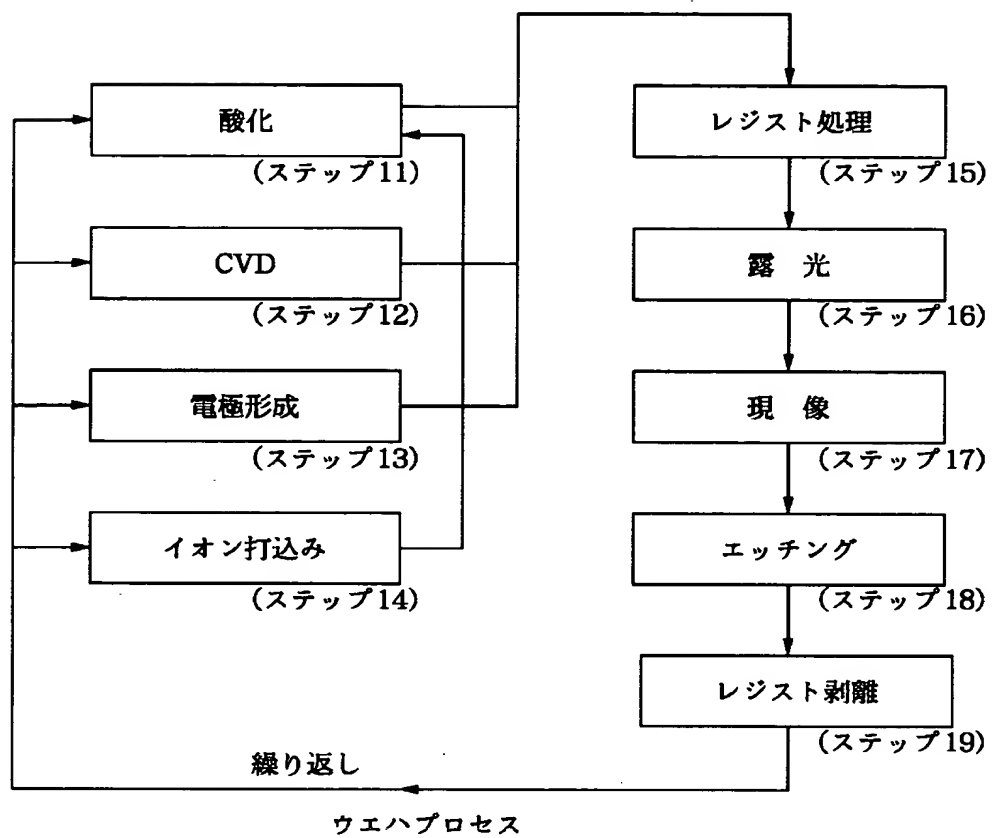 酸化
(ステップ11)
CVD
(ステップ12)
電極形成
(ステップ13)
イオン打込み
(ステップ14)
レジスト処理
(ステップ15)
露 光
(ステップ16)
現 像
(ステップ17)
エッチング
(ステップ18)
レジスト剥離
(ステップ19)
繰り返し
ウエハプロセス